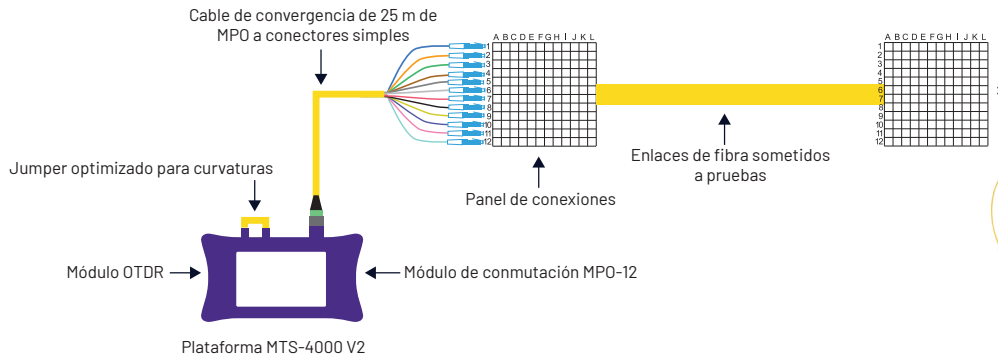 Cable de convergencia de 25 m de
MPO a conectores simples
A B C D E F G H I J K L
1
2
3
4
5
6
7
8
9
10
11
12
A B C D E F G H I J K L
1
2
3
4
5
6
7
8
9
10
11
12
Enlaces de fibra sometidos
a pruebas
Panel de conexiones
Jumper optimizado para curvaturas
Módulo OTDR
Módulo de conmutación MPO-12
Plataforma MTS-4000 V2